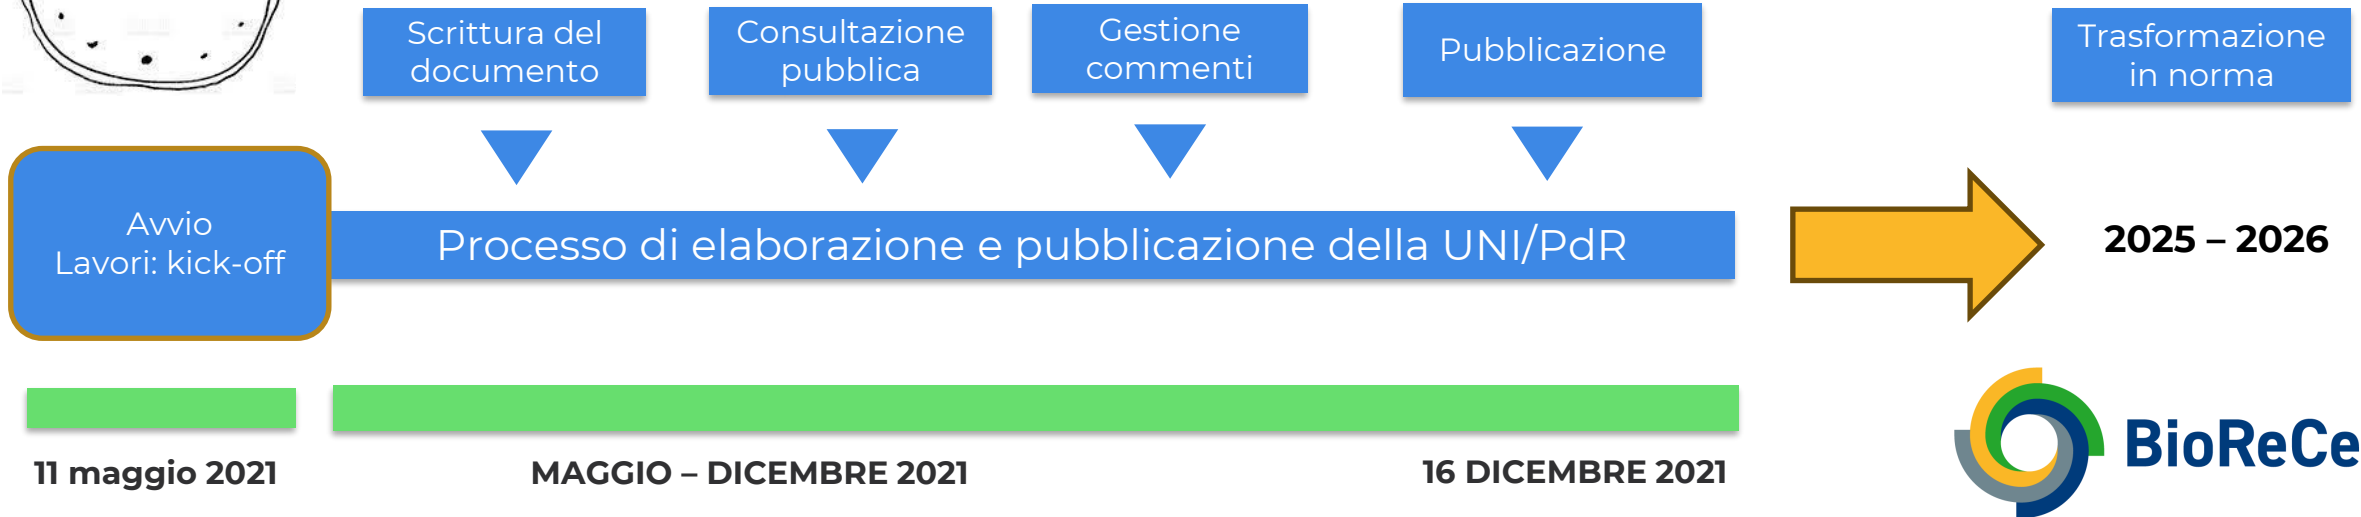 Scrittura del
documento
Consultazione
pubblica
Gestione
commenti
Pubblicazione
Trasformazione
in norma
Avvio
Lavori: kick-off
Processo di elaborazione e pubblicazione della UNI/PdR
2025 – 2026
11 maggio 2021
MAGGIO – DICEMBRE 2021
16 DICEMBRE 2021
BioReCe